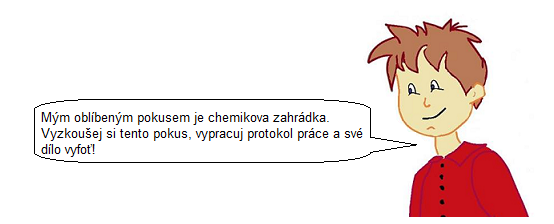 Mým oblíbeným pokusem je chemikova zahrádka.
Vyzkoušej si tento pokus, vypracuj protokol práce a své
dílo vyfoť!